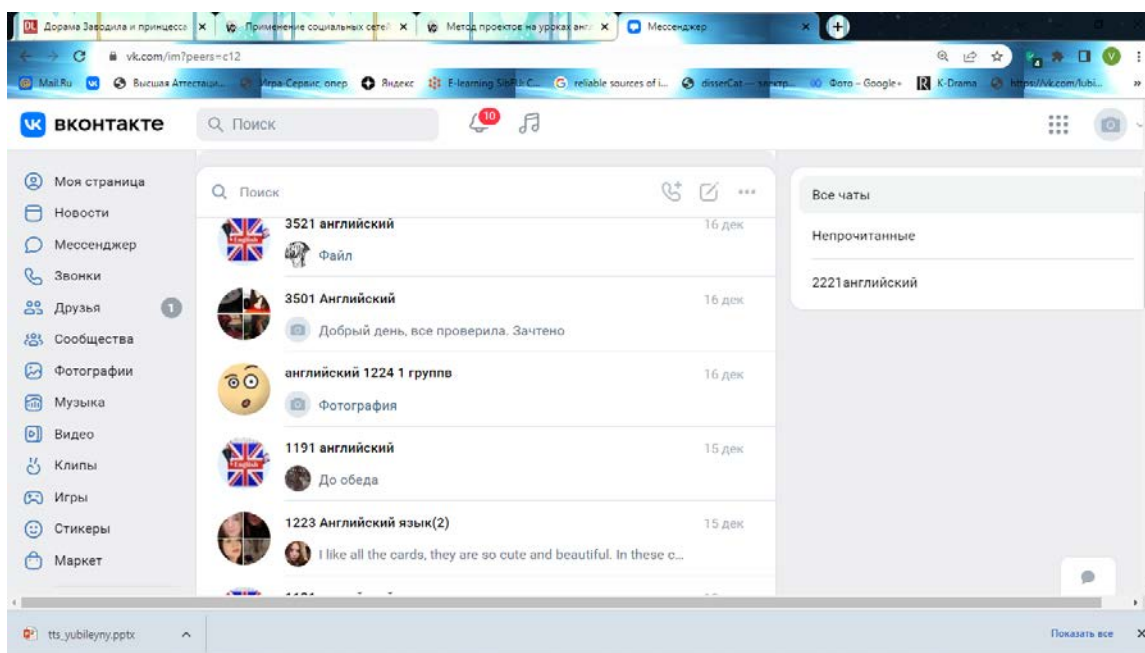 Дорама Заводила и принцесса
Применение социальных сетей
Метод проектов на уроках анг
Мессенджер
vk.com/im?peers=c12
Mail.Ru
Высшая Аттестаци...
Игра-Сервис, опер
Яндекс
E-learning SibFU: C...
reliable sources of i...
disserCat — электр...
Фото – Google+
K-Drama
https://vk.com/lubi...
вконтакте
Поиск
10
Моя страница
Новости
Мессенджер
Звонки
Друзья
1
Сообщества
Фотографии
Музыка
Видео
Клипы
Игры
Стикеры
Маркет
Поиск
3521 английский
16 дек
Файл
3501 Английский
16 дек
Добрый день, все проверила. Зачтено
английский 1224 1 группв
16 дек
Фотография
1191 английский
15 дек
До обеда
1223 Английский язык(2)
15 дек
I like all the cards, they are so cute and beautiful. In these c...
Все чаты
Непрочитанные
2221английский
tts_yubileyny.pptx
Показать все